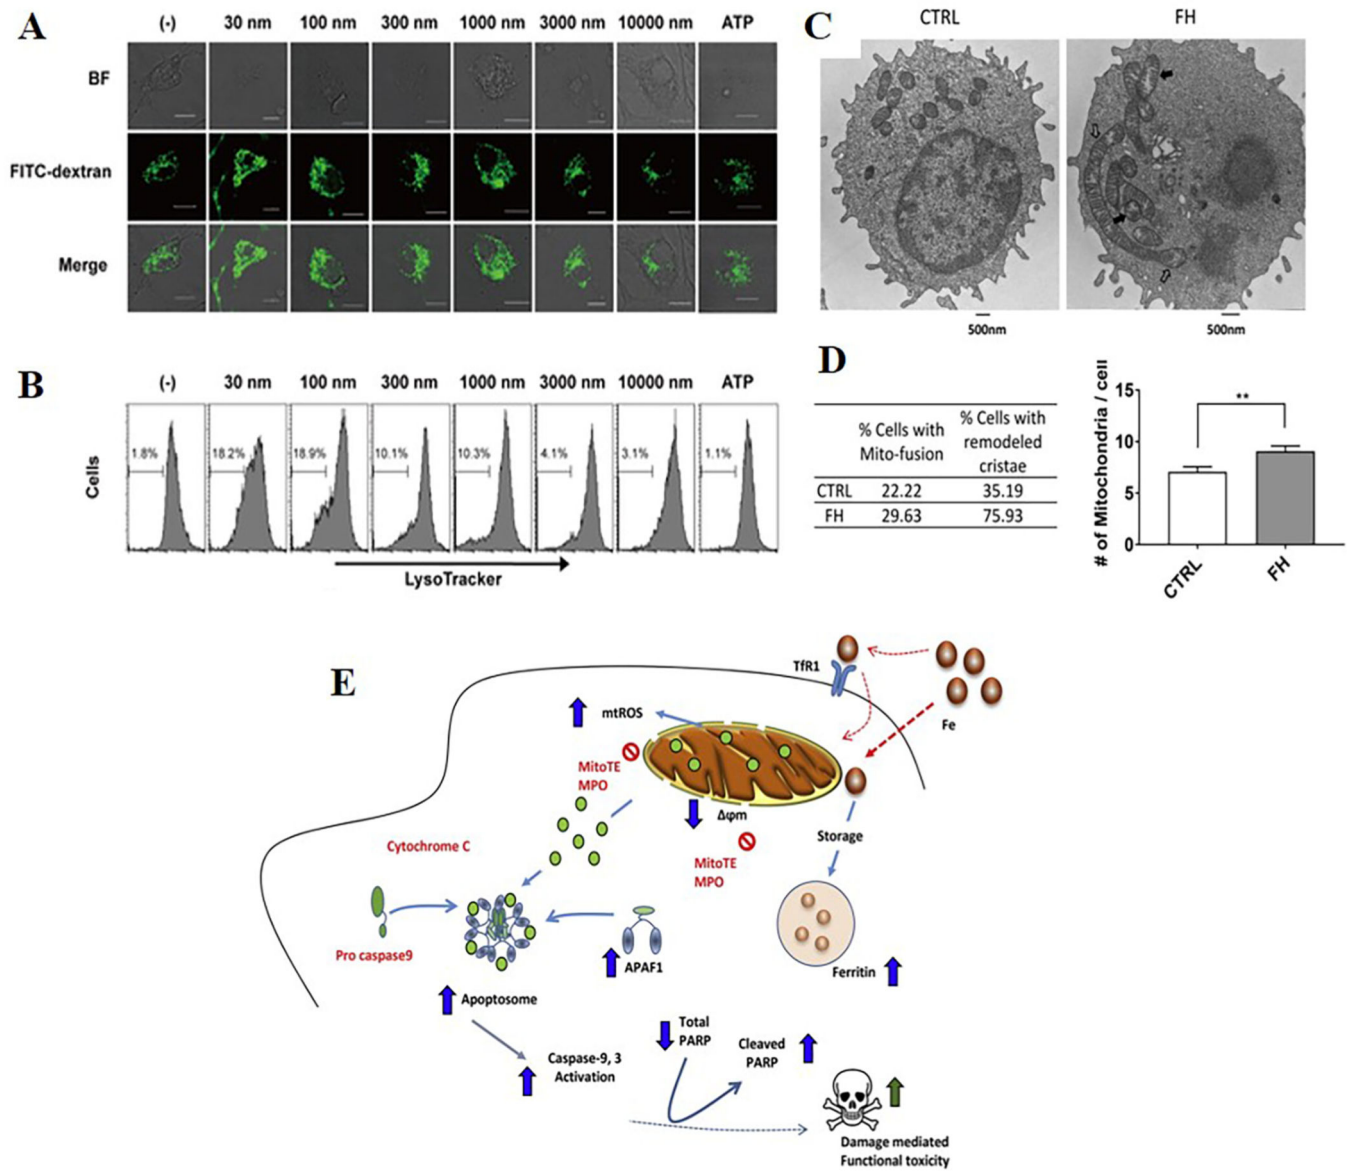 A
(-) 30 nm 100 nm 300 nm 1000 nm 3000 nm 10000 nm ATP
BF
FITC-dextran
Merge
B
(-) 30 nm 100 nm 300 nm 1000 nm 3000 nm 10000 nm ATP
1.8% 18.2% 18.9% 10.1% 10.3% 4.1% 3.1% 1.1%
Cells
LysoTracker
C
CTRL FH
500nm 500nm
D
% Cells with Mito-fusion
% Cells with remodeled cristae
CTRL 22.22 35.19
FH 29.63 75.93
# of Mitochondria / cell
15
10
5
0
**
CTRL FH
E
TfR1
Fe
mtROS
MitoTE
MPO
Δφm
MitoTE
MPO
Storage
Cytochrome C
Pro caspase9
APAF1
Ferritin
Apoptosome
Total
PARP
Cleaved
PARP
Caspase-9, 3
Activation
Damage mediated
Functional toxicity